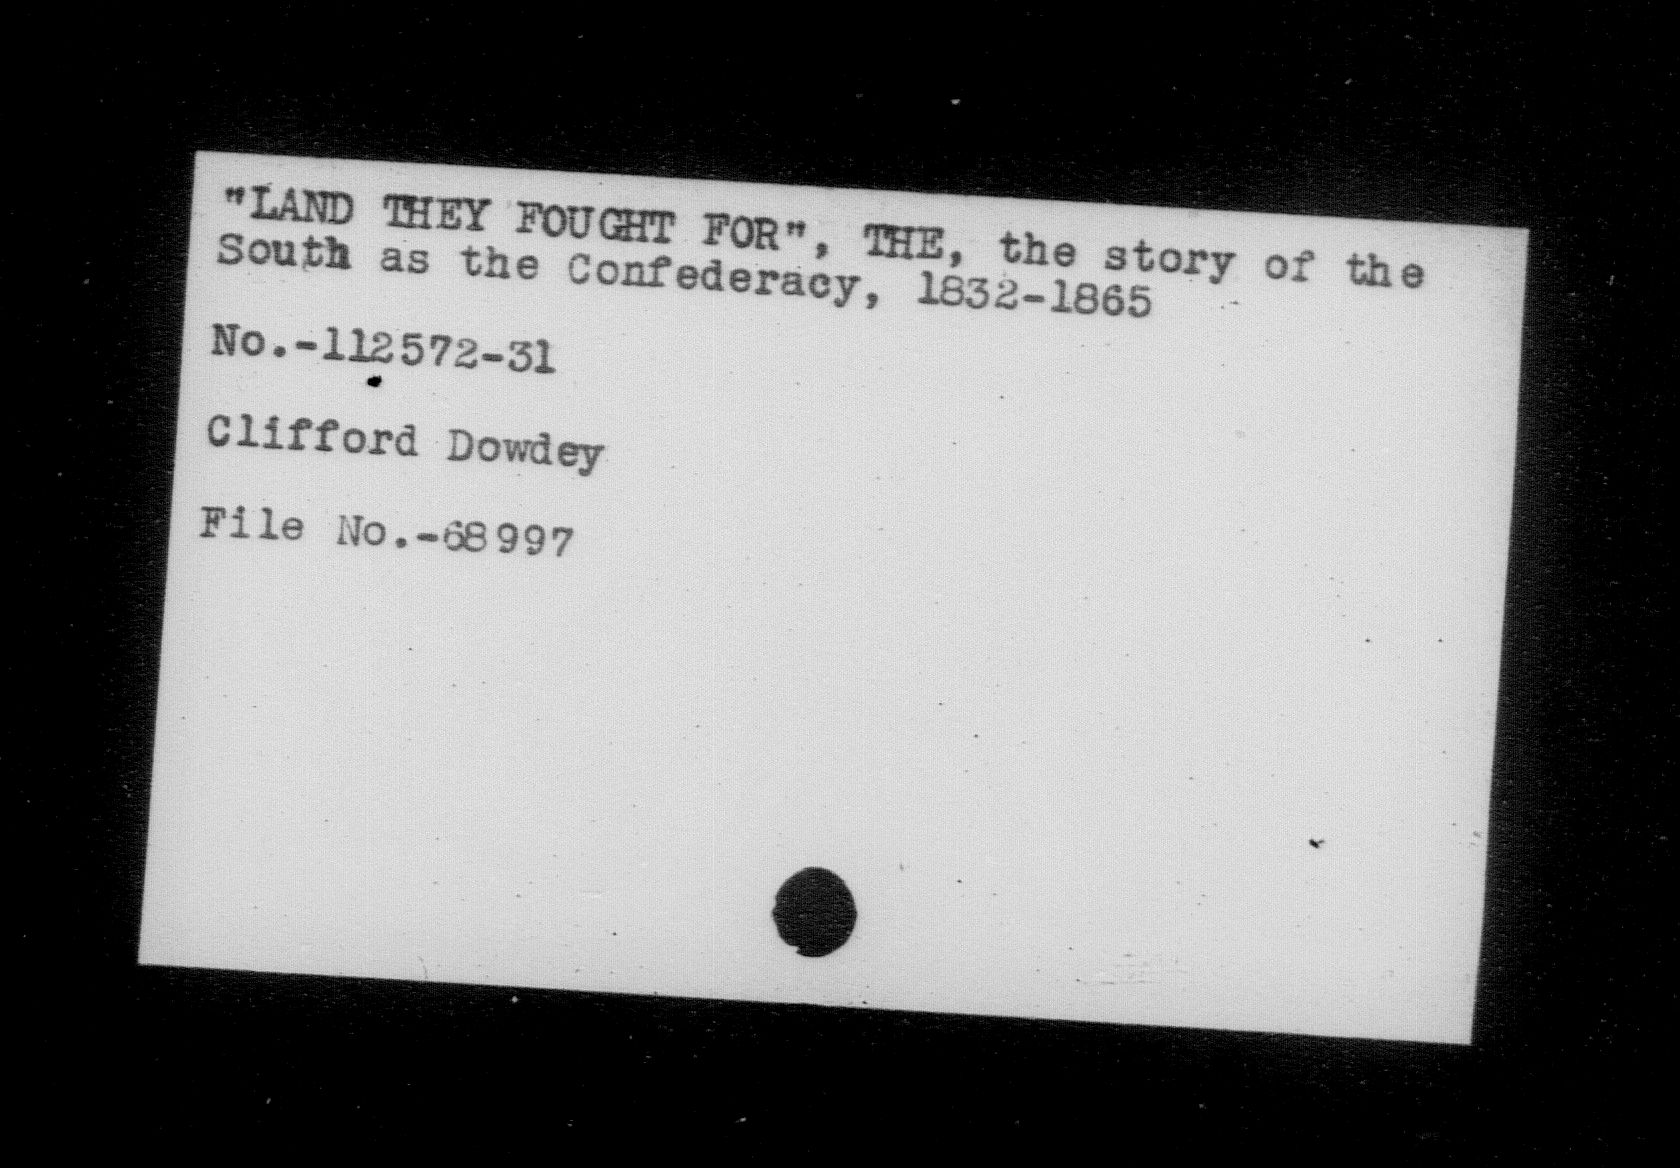 "LAND THEY FOUGHT FOR", THE, the story of the
South as the Confederacy, 1832-1865
No.-112572-31
Clifford Dowdey
File No.-68997